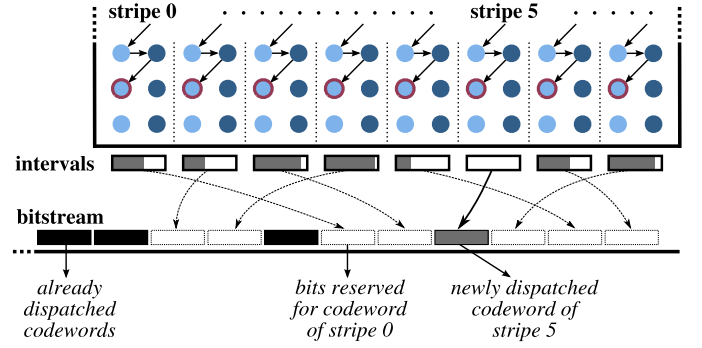 stripe 0 stripe 5
intervals
bitstream
already
dispatched
codewords
bits reserved
for codeword
of stripe 0
newly dispatched
codeword of
stripe 5